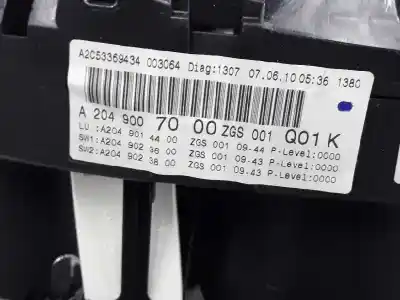 A2C53369434 003064 Diag:1307 07.06.10 05:36 1380
A 204 900 70 00 ZGS 001 Q01 K
LU :A204 901 44 00 ZGS 001 09.44 P-Level:0000
SW1:A204 902 36 00 ZGS 001 09.43 P-Level:0000
SW2:A204 902 38 00 ZGS 001 09.43 P-Level:0000